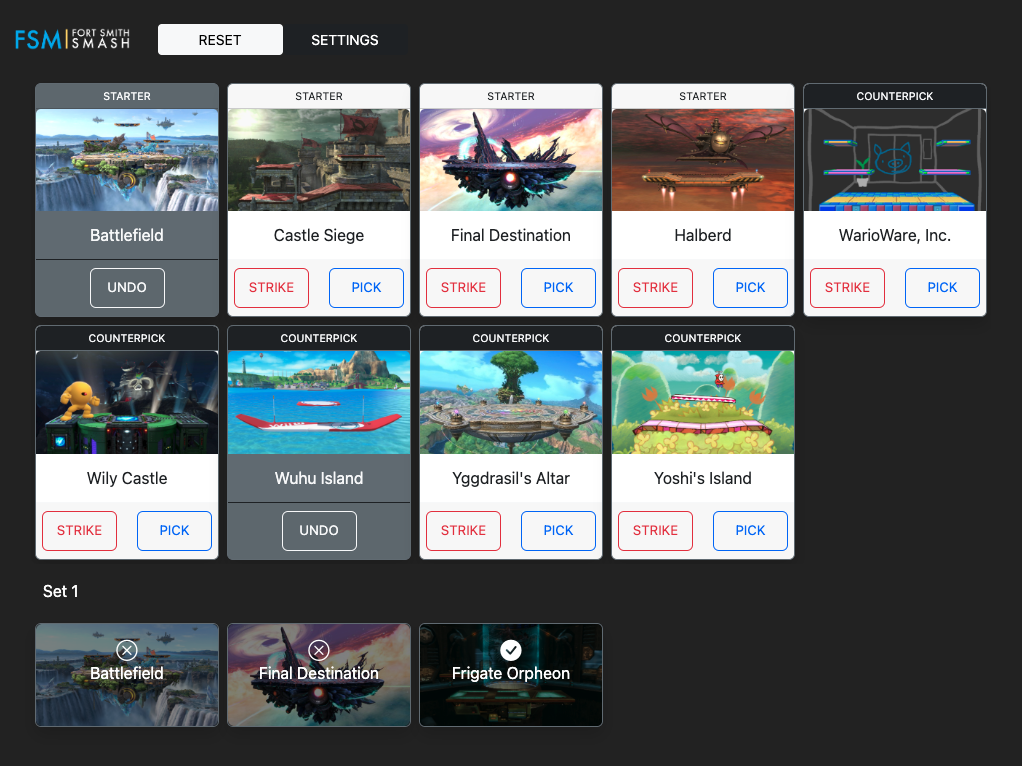 FSM FORT SMITH
SMASH
RESET SETTINGS
STARTER STARTER STARTER STARTER COUNTERPICK
Battlefield Castle Siege Final Destination Halberd WarioWare, Inc.
UNDO STRIKE PICK STRIKE PICK STRIKE PICK STRIKE PICK
COUNTERPICK COUNTERPICK COUNTERPICK COUNTERPICK
Wily Castle Wuhu Island Yggdrasil's Altar Yoshi's Island
STRIKE PICK UNDO STRIKE PICK STRIKE PICK
Set 1
Battlefield Final Destination Frigate Orpheon